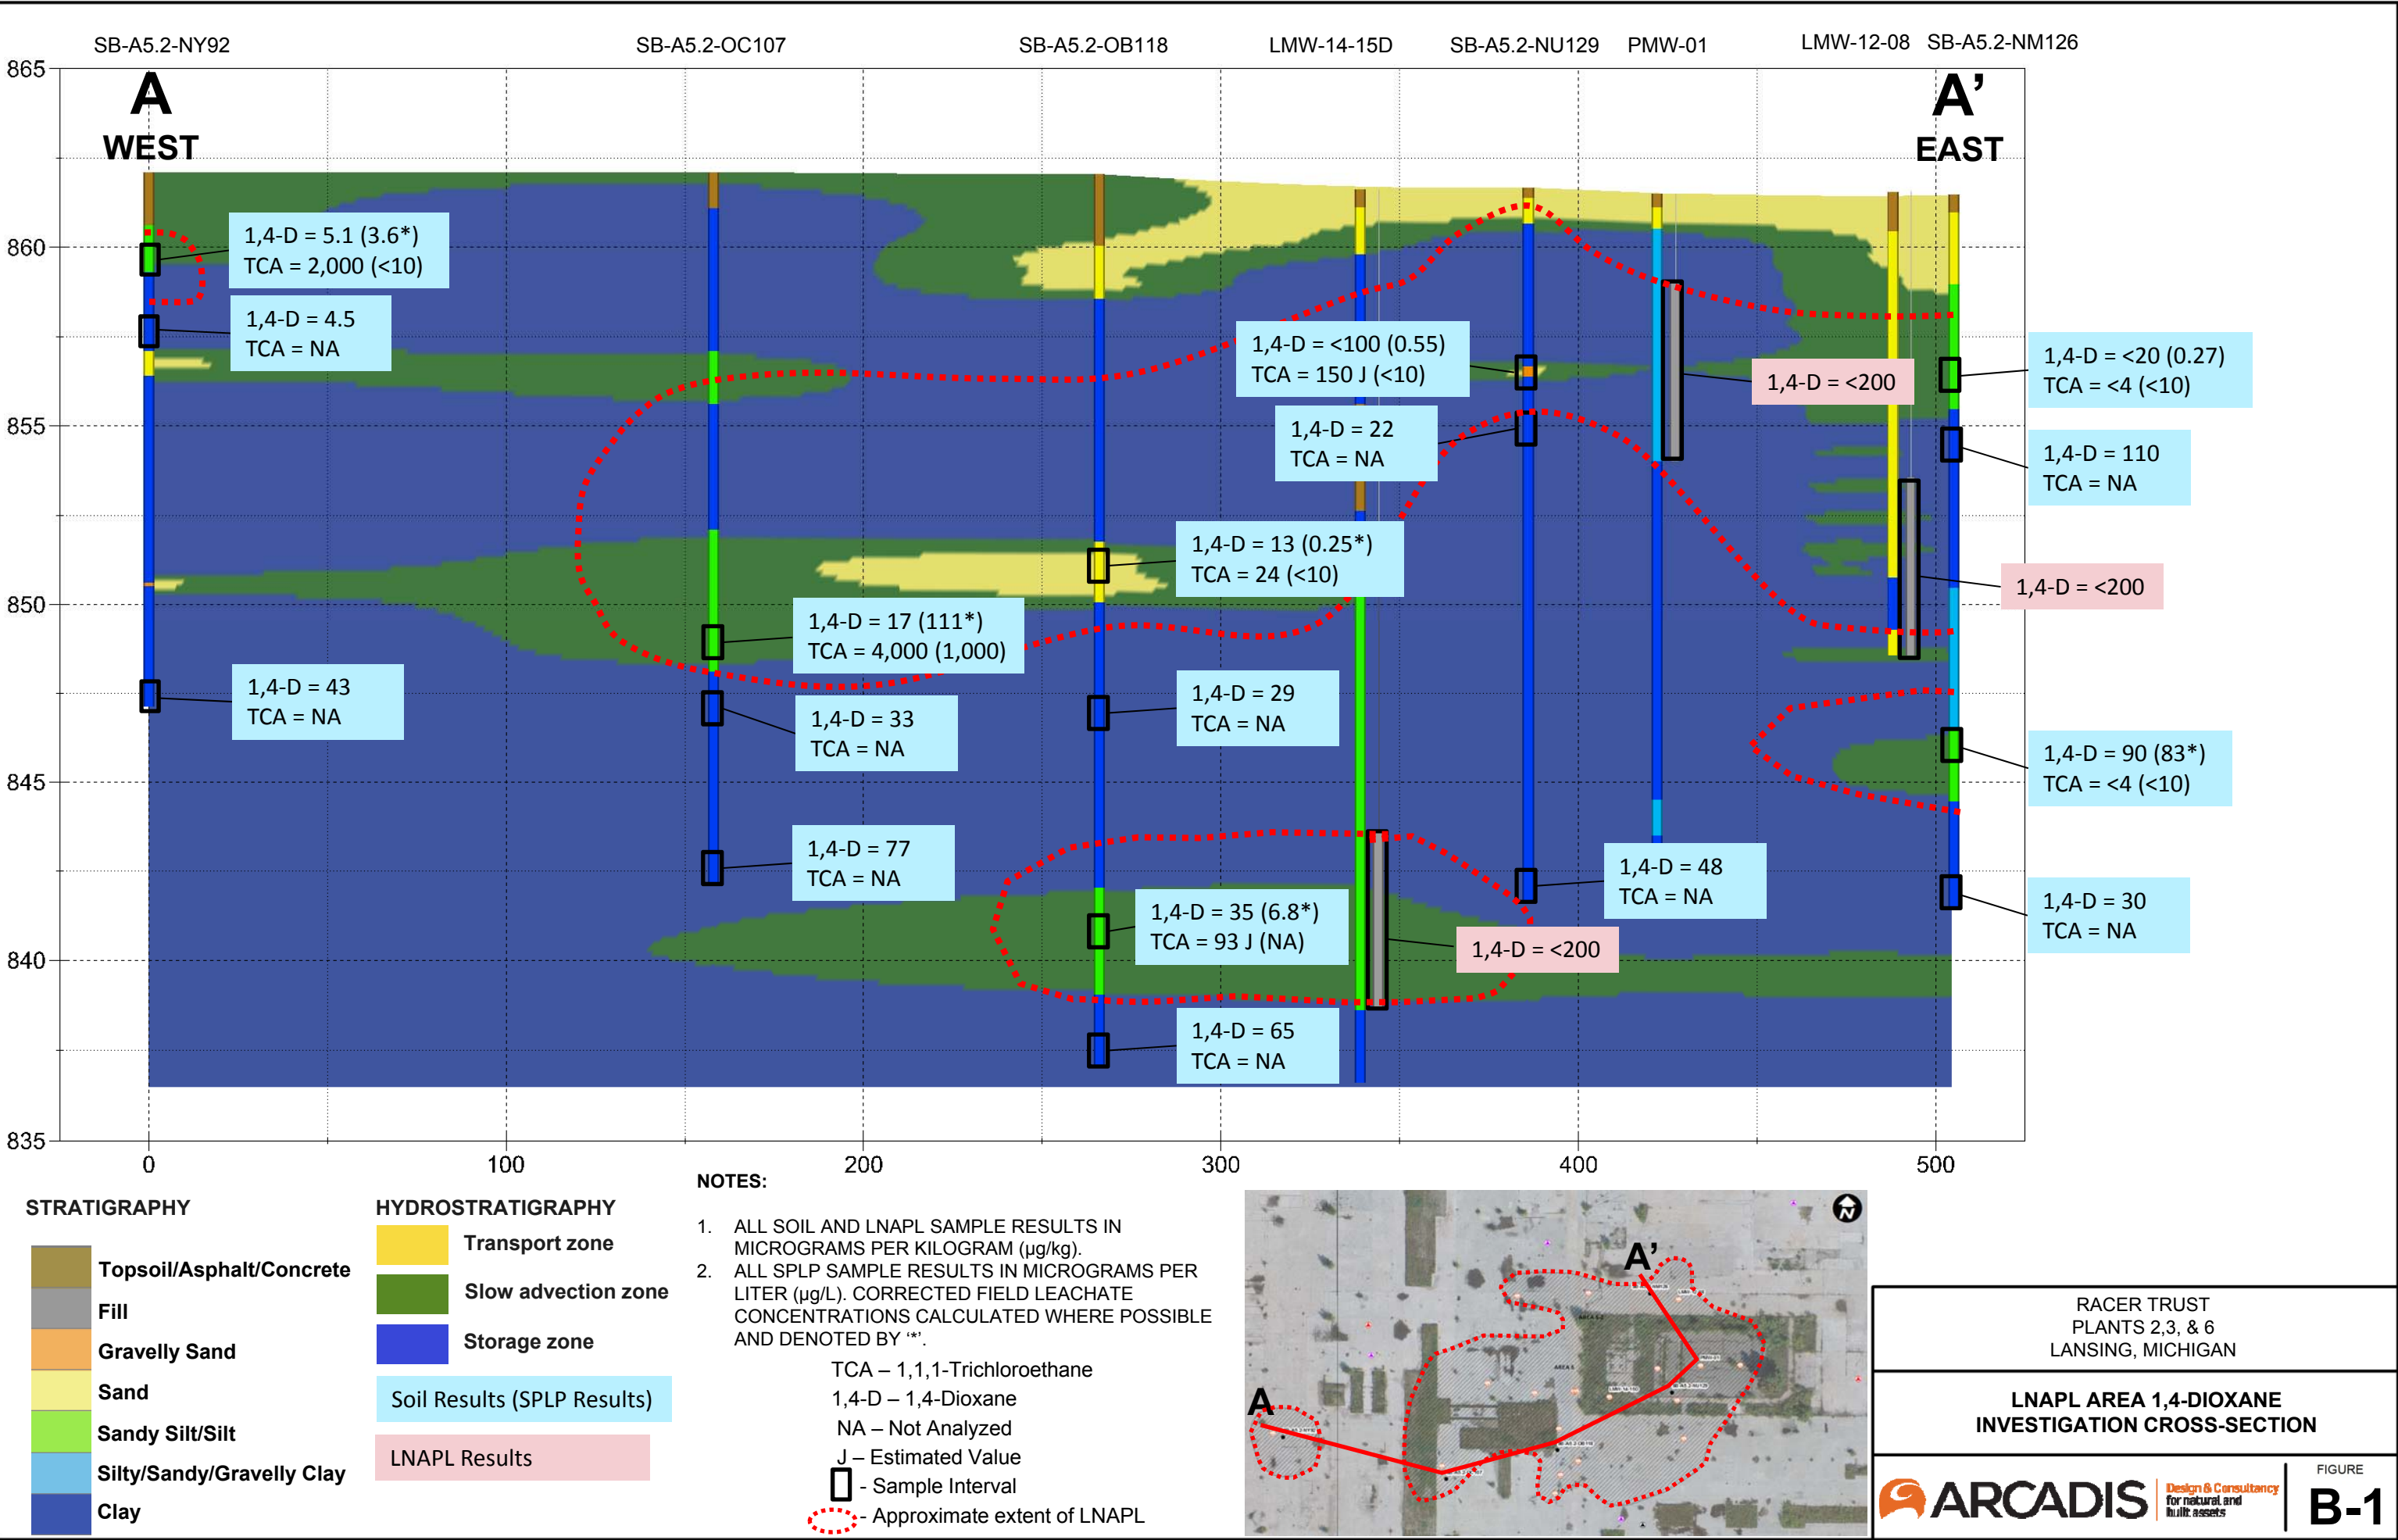 SB-A5.2-NY92
SB-A5.2-OC107
SB-A5.2-OB118
LMW-14-15D
SB-A5.2-NU129
PMW-01
LMW-12-08
SB-A5.2-NM126
A
WEST
A’
EAST
865
860
855
850
845
840
835
0
100
200
300
400
500
1,4-D = 5.1 (3.6*)
TCA = 2,000 (<10)
1,4-D = 4.5
TCA = NA
1,4-D = 43
TCA = NA
1,4-D = 17 (111*)
TCA = 4,000 (1,000)
1,4-D = 33
TCA = NA
1,4-D = 77
TCA = NA
1,4-D = 13 (0.25*)
TCA = 24 (<10)
1,4-D = 29
TCA = NA
1,4-D = 35 (6.8*)
TCA = 93 J (NA)
1,4-D = 65
TCA = NA
1,4-D = <100 (0.55)
TCA = 150 J (<10)
1,4-D = 22
TCA = NA
1,4-D = <200
1,4-D = 48
TCA = NA
1,4-D = <200
1,4-D = <200
1,4-D = <20 (0.27)
TCA = <4 (<10)
1,4-D = 110
TCA = NA
1,4-D = 90 (83*)
TCA = <4 (<10)
1,4-D = 30
TCA = NA
STRATIGRAPHY
Topsoil/Asphalt/Concrete
Fill
Gravelly Sand
Sand
Sandy Silt/Silt
Silty/Sandy/Gravelly Clay
Clay
HYDROSTRATIGRAPHY
Transport zone
Slow advection zone
Storage zone
Soil Results (SPLP Results)
LNAPL Results
NOTES:
1. ALL SOIL AND LNAPL SAMPLE RESULTS IN
MICROGRAMS PER KILOGRAM (µg/kg).
2. ALL SPLP SAMPLE RESULTS IN MICROGRAMS PER
LITER (µg/L). CORRECTED FIELD LEACHATE
CONCENTRATIONS CALCULATED WHERE POSSIBLE
AND DENOTED BY ‘*’.
TCA – 1,1,1-Trichloroethane
1,4-D – 1,4-Dioxane
NA – Not Analyzed
J – Estimated Value
- Sample Interval
- Approximate extent of LNAPL
N
A’
A
RACER TRUST
PLANTS 2,3, & 6
LANSING, MICHIGAN
LNAPL AREA 1,4-DIOXANE
INVESTIGATION CROSS-SECTION
ARCADIS
Design & Consultancy
for natural and
built assets
FIGURE
B-1